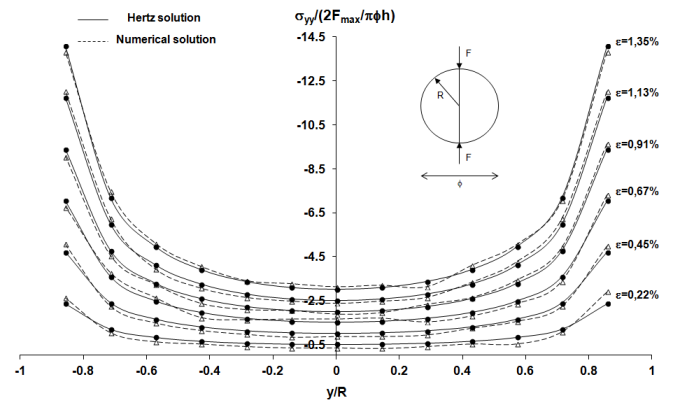 Hertz solution
Numerical solution
σyy/(2Fmax/πϕh)
-14.5
-12.5
-10.5
-8.5
-6.5
-4.5
-2.5
-0.5
F
R
F
ϕ
ε=1,35%
ε=1,13%
ε=0,91%
ε=0,67%
ε=0,45%
ε=0,22%
-1 -0.8 -0.6 -0.4 -0.2 0 0.2 0.4 0.6 0.8 1
y/R